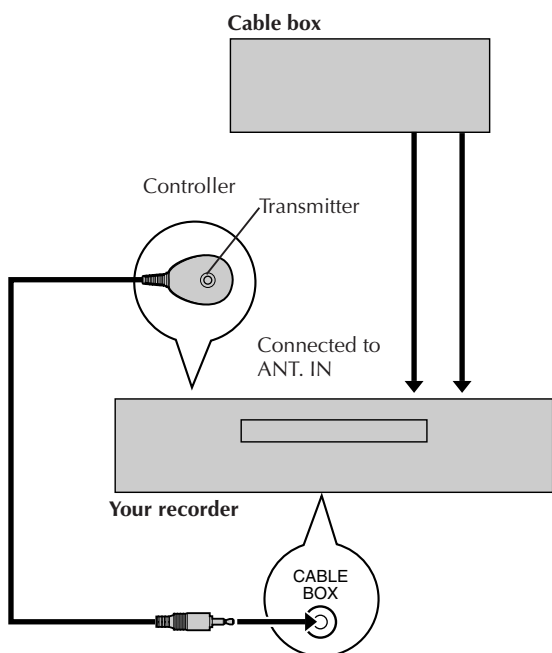 Cable box
Controller
Transmitter
Connected to
ANT. IN
Your recorder
CABLE
BOX